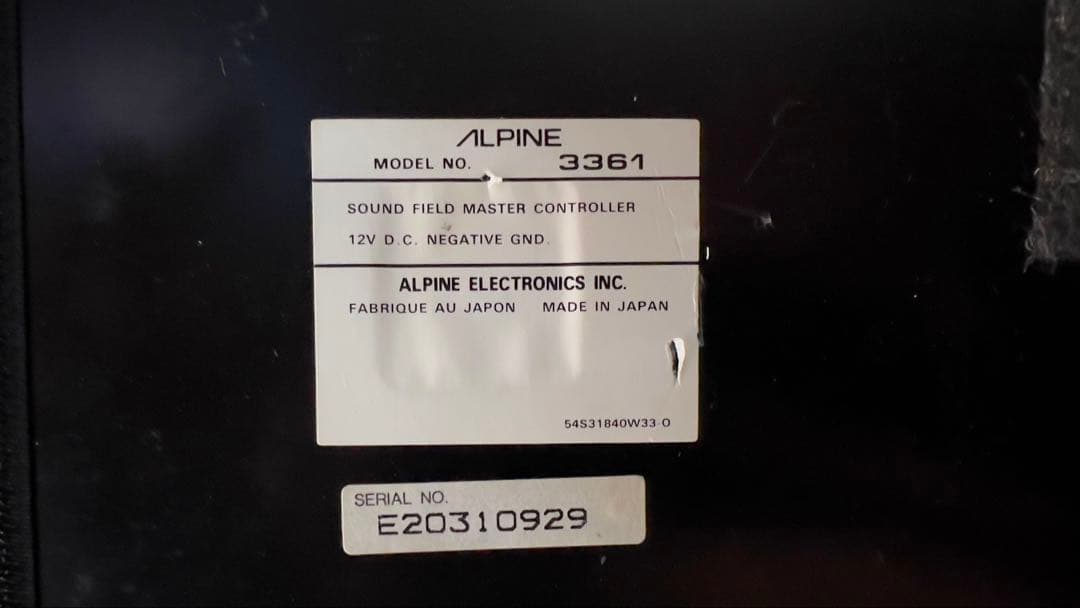 ALPINE
MODEL NO. 3361
SOUND FIELD MASTER CONTROLLER
12V D.C. NEGATIVE GND.
ALPINE ELECTRONICS INC.
FABRIQUE AU JAPON MADE IN JAPAN
54S31840W33-O
SERIAL NO.
E20310929